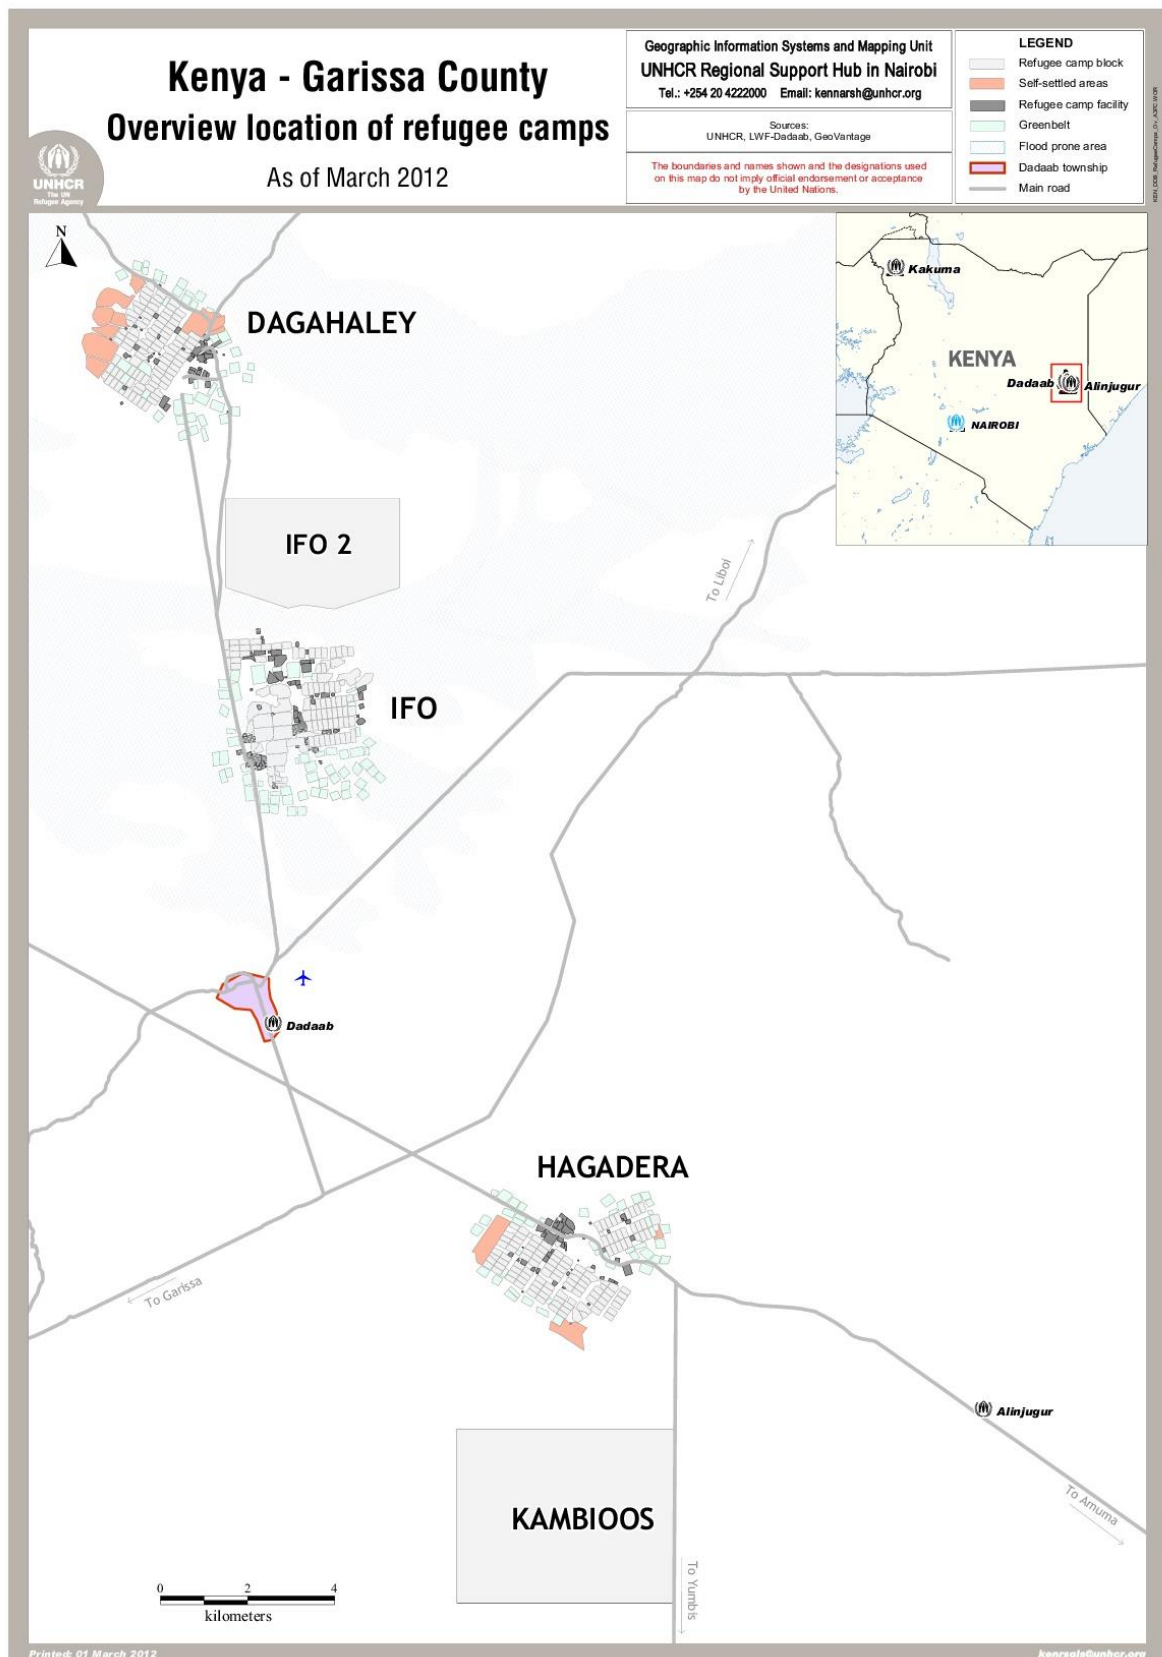 Kenya - Garissa County
Overview location of refugee camps
As of March 2012
UNHCR
The UN
Refugee Agency
Geographic Information Systems and Mapping Unit
UNHCR Regional Support Hub in Nairobi
Tel.: +254 20 4222000 Email: kennarsh@unhcr.org
Sources:
UNHCR, LWF-Dadaab, GeoVantage
The boundaries and names shown and the designations used
on this map do not imply official endorsement or acceptance
by the United Nations.
LEGEND
Refugee camp block
Self-settled areas
Refugee camp facility
Greenbelt
Flood prone area
Dadaab township
Main road
N
Kakuma
KENYA
Dadaab
Alinjugur
NAIROBI
DAGAHALEY
IFO 2
To Liboi
IFO
Dadaab
HAGADERA
To Garissa
Alinjugur
To Amuma
KAMBIOOS
To Yumbis
0 2 4
kilometers
Printed: 01 March 2012
kenrsgis@unhcr.org